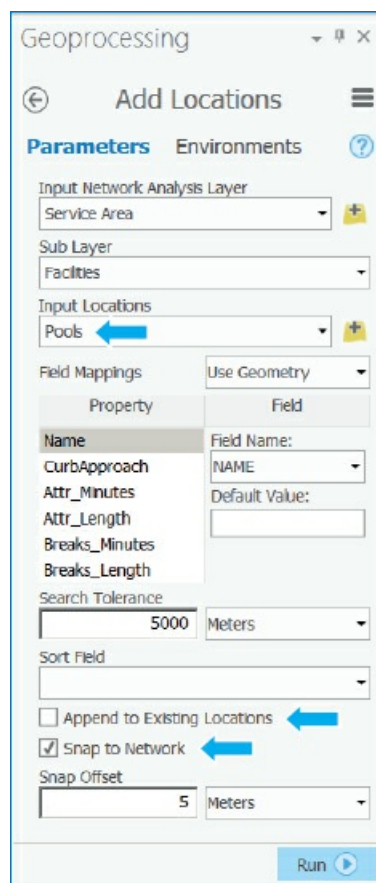 Geoprocessing
Add Locations
Parameters Environments
Input Network Analysis Layer
Service Area
Sub Layer
Facilities
Input Locations
Pools
Field Mappings Use Geometry
Property Field
Name Field Name:
CurbApproach NAME
Attr_Minutes Default Value:
Attr_Length
Breaks_Minutes
Breaks_Length
Search Tolerance
5000 Meters
Sort Field
Append to Existing Locations
Snap to Network
Snap Offset
5 Meters
Run